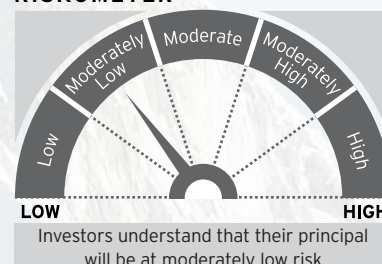 Moderate
Moderately
Low
Moderately
High
Low
High
LOW
HIGH
Investors understand that their principal
will be at moderately low risk